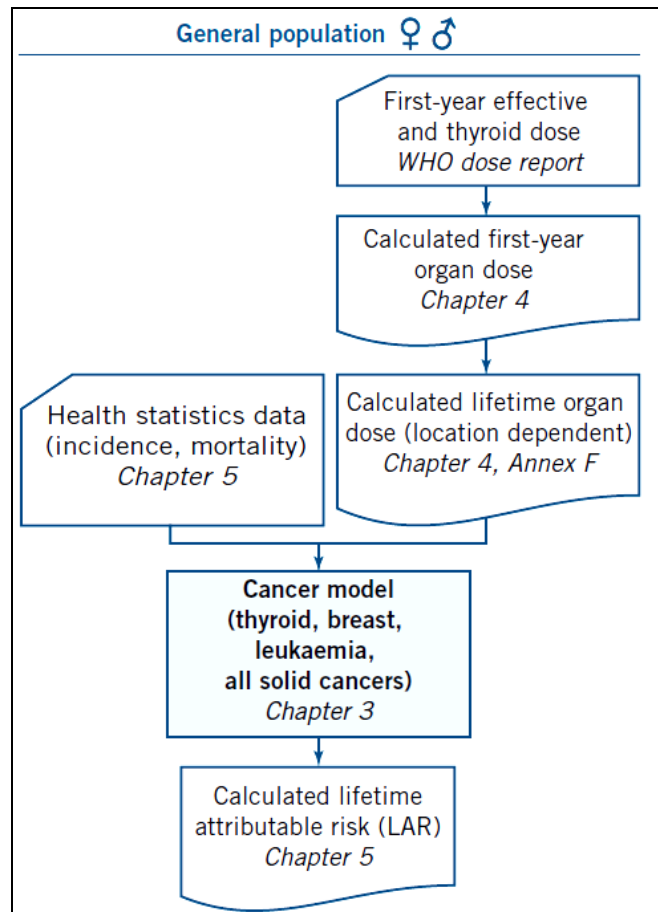 General population ♀ ♂
First-year effective
and thyroid dose
WHO dose report
Calculated first-year
organ dose
Chapter 4
Health statistics data
(incidence, mortality)
Chapter 5
Calculated lifetime organ
dose (location dependent)
Chapter 4, Annex F
Cancer model
(thyroid, breast,
leukaemia,
all solid cancers)
Chapter 3
Calculated lifetime
attributable risk (LAR)
Chapter 5